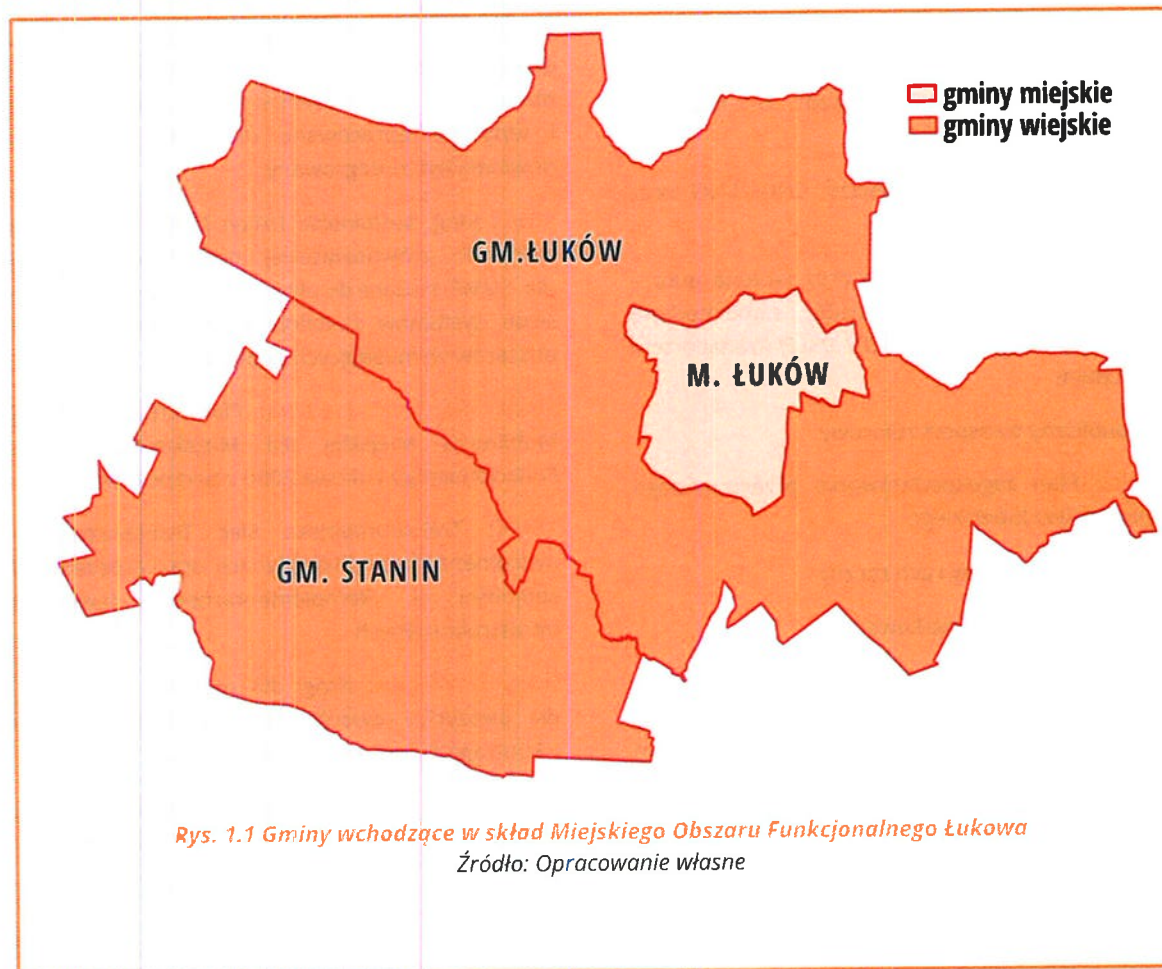 gminy miejskie
gminy wiejskie
GM.ŁUKÓW
M. ŁUKÓW
GM. STANIN
Rys. 1.1 Gminy wchodzące w skład Miejskiego Obszaru Funkcjonalnego Łukowa
Źródło: Opracowanie własne